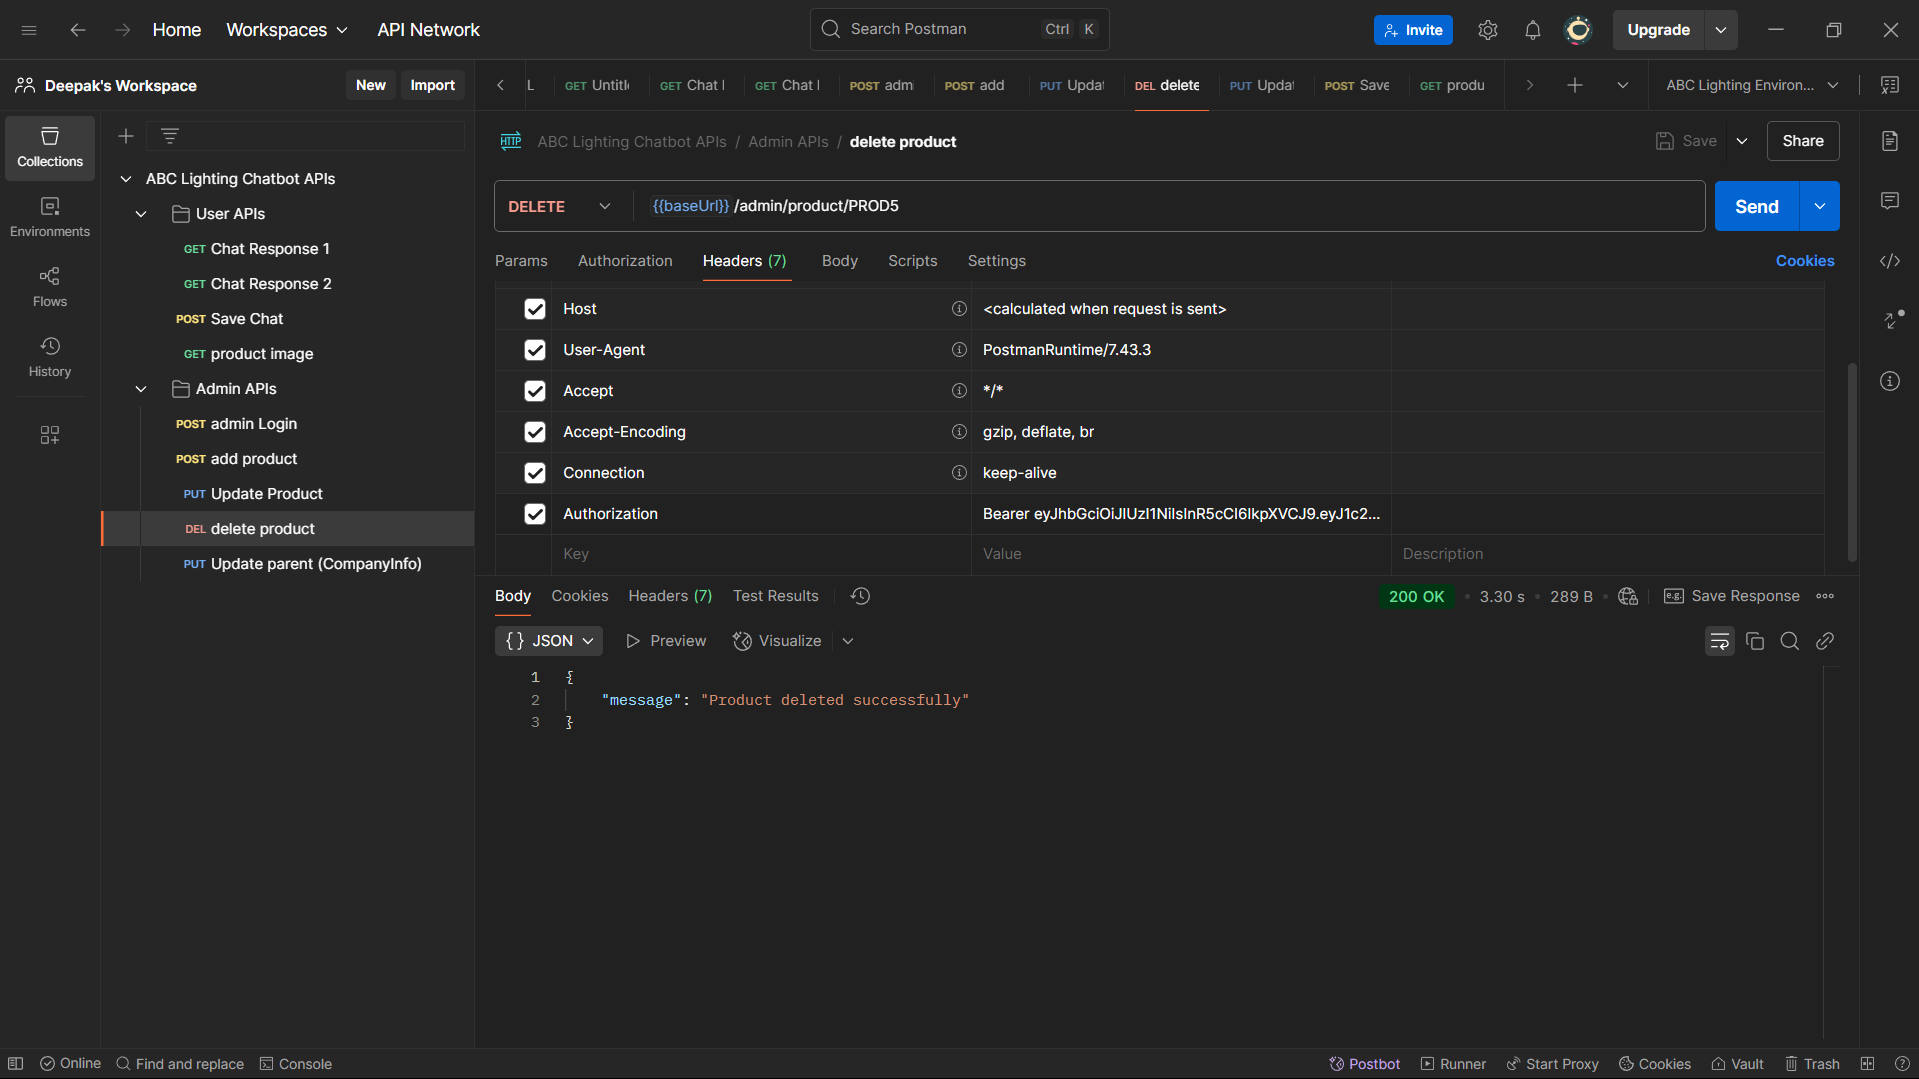 Home
Workspaces
API Network
Search Postman
Ctrl K
Invite
Upgrade
Deepak's Workspace
New
Import
L
GET Untitl
GET Chat
GET Chat
POST adm
POST add
PUT Updat
DEL delete
PUT Updat
POST Save
GET produ
ABC Lighting Environ...
Collections
Environments
Flows
History
ABC Lighting Chatbot APIs
User APIs
GET Chat Response 1
GET Chat Response 2
POST Save Chat
GET product image
Admin APIs
POST admin Login
POST add product
PUT Update Product
DEL delete product
PUT Update parent (CompanyInfo)
HTTP ABC Lighting Chatbot APIs / Admin APIs / delete product
Save
Share
DELETE
{{baseUrl}}/admin/product/PROD5
Send
Params
Authorization
Headers (7)
Body
Scripts
Settings
Cookies
Host <calculated when request is sent>
User-Agent PostmanRuntime/7.43.3
Accept */*
Accept-Encoding gzip, deflate, br
Connection keep-alive
Authorization Bearer eyJhbGciOiJIUzI1NiIsInR5cCI6IkpXVCJ9.eyJ1c2...
Key Value Description
Body
Cookies
Headers (7)
Test Results
200 OK • 3.30 s • 289 B
e.g. Save Response
{} JSON
Preview
Visualize
1 {
2 "message": "Product deleted successfully"
3 }
Online
Find and replace
Console
Postbot
Runner
Start Proxy
Cookies
Vault
Trash